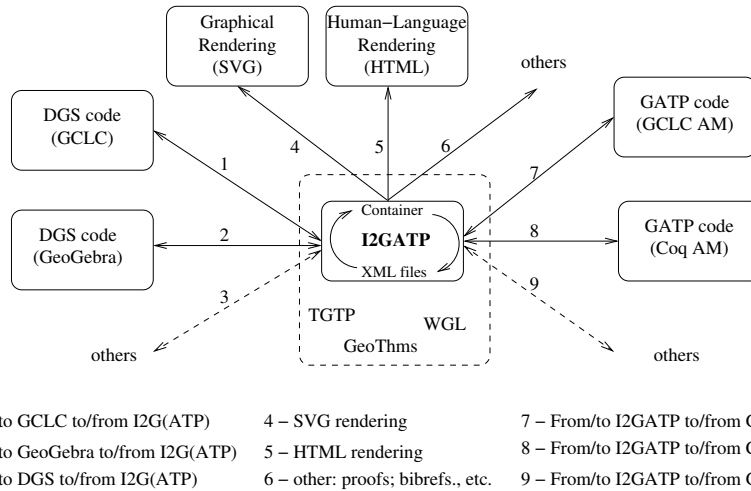 Graphical
Rendering
(SVG)
Human−Language
Rendering
(HTML)
others
DGS code
(GCLC)
GATP code
(GCLC AM)
4
5
6
1
7
Container
I2GATP
XML files
DGS code
(GeoGebra)
2
8
GATP code
(Coq AM)
3
9
TGTP
WGL
GeoThms
others
others
to GCLC to/from I2G(ATP)
4 − SVG rendering
7 − From/to I2GATP to/from
to GeoGebra to/from I2G(ATP)
5 − HTML rendering
8 − From/to I2GATP to/from
to DGS to/from I2G(ATP)
6 − other: proofs; bibrefs., etc.
9 − From/to I2GATP to/from